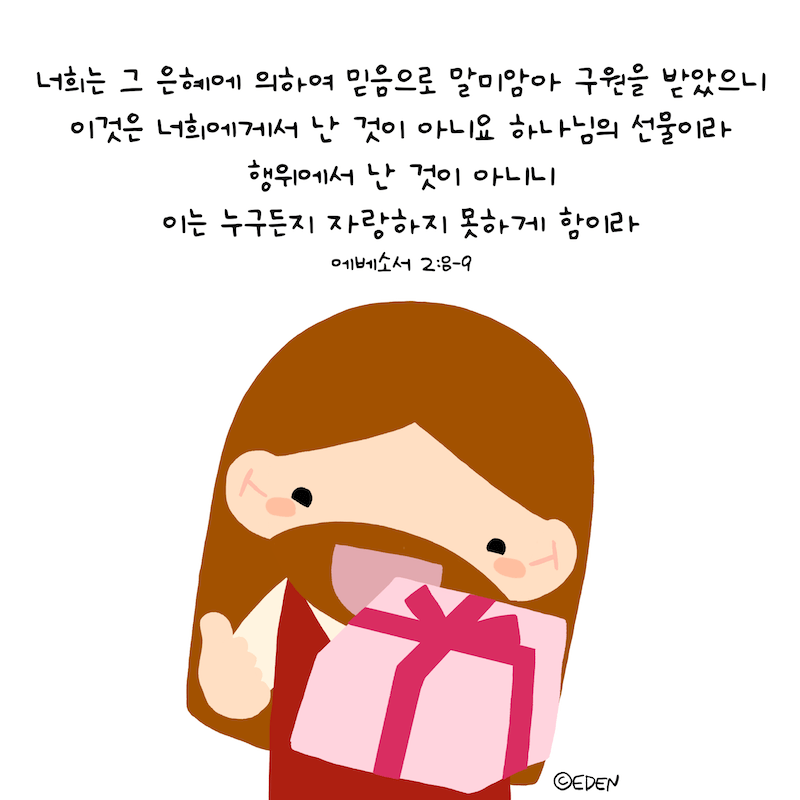 너희는 그 은혜에 의하여 믿음으로 말미암아 구원을 받았으니
이것은 너희에게서 난 것이 아니요 하나님의 선물이라
행위에서 난 것이 아니니
이는 누구든지 자랑하지 못하게 함이라
에베소서 2:8-9
©EDEN